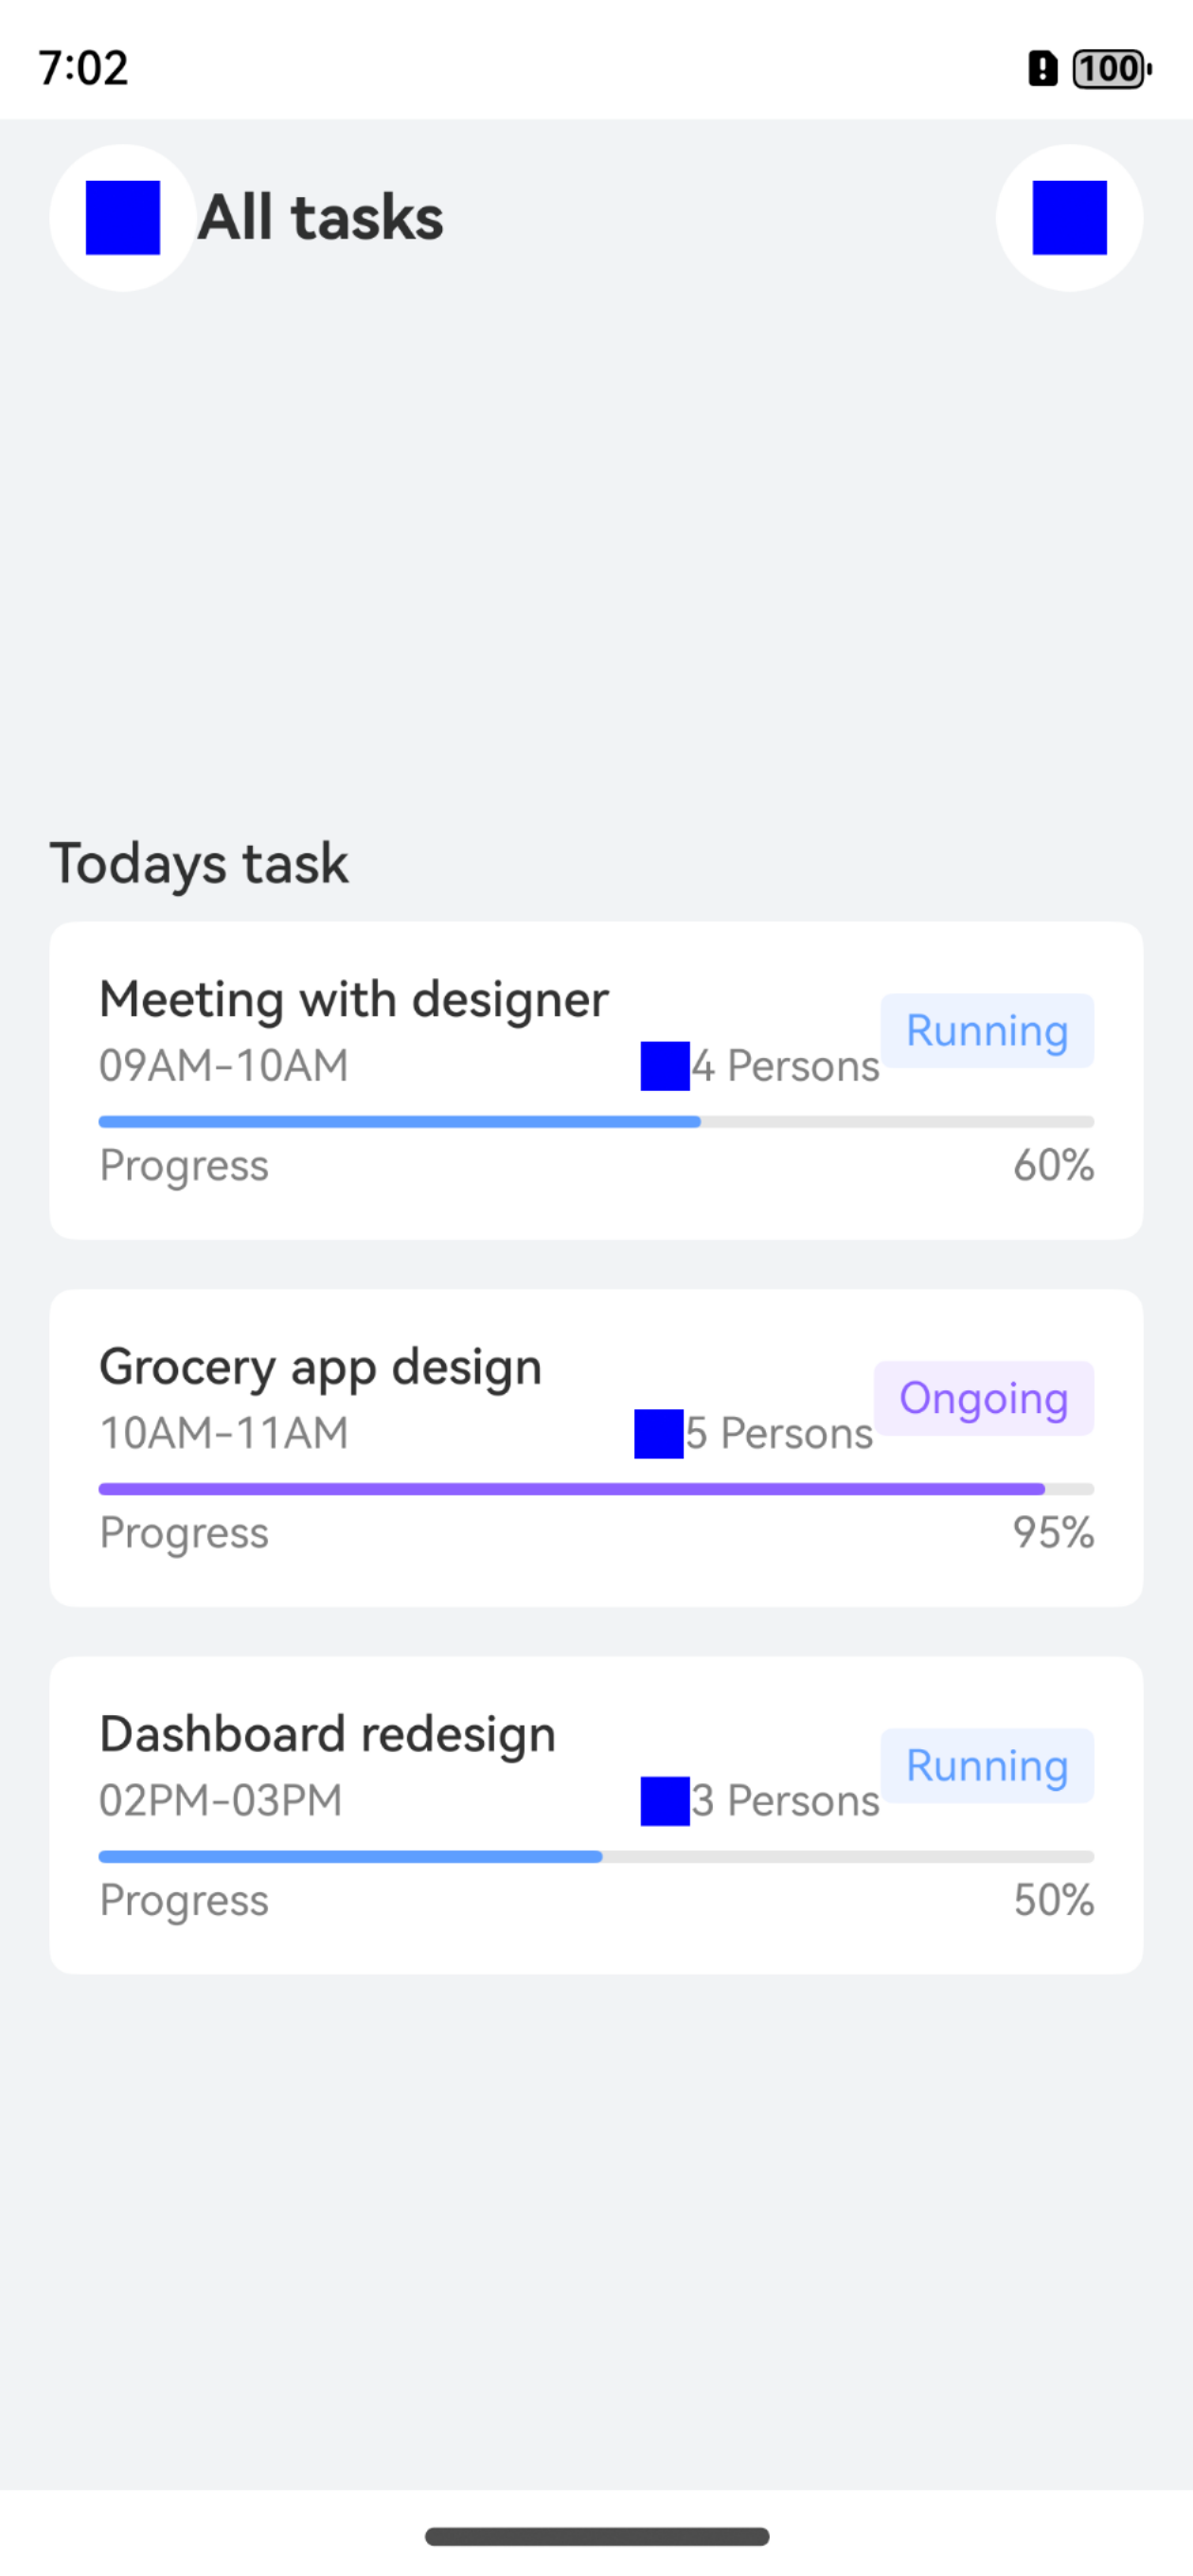 7:02
100
All tasks
Todays task
Meeting with designer
Running
09AM-10AM
4 Persons
Progress
60%
Grocery app design
Ongoing
10AM-11AM
5 Persons
Progress
95%
Dashboard redesign
Running
02PM-03PM
3 Persons
Progress
50%